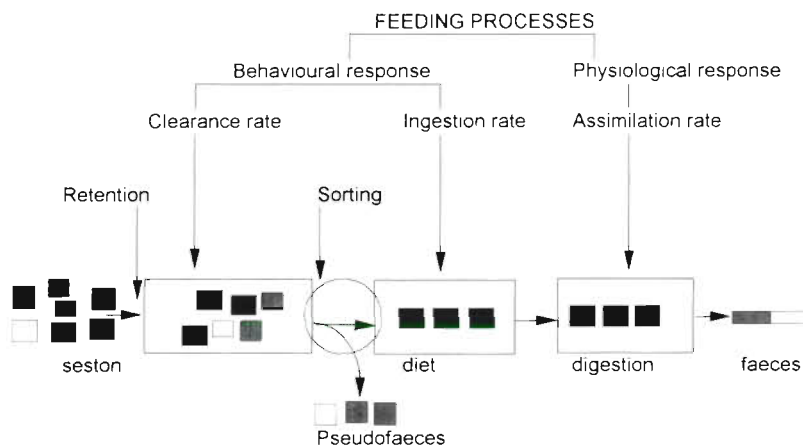 FEEDING PROCESSES
Behavioural response
Physiological response
Clearance rate
Ingestion rate
Assimilation rate
Retention
Sorting
seston
diet
digestion
faeces
Pseudofaeces